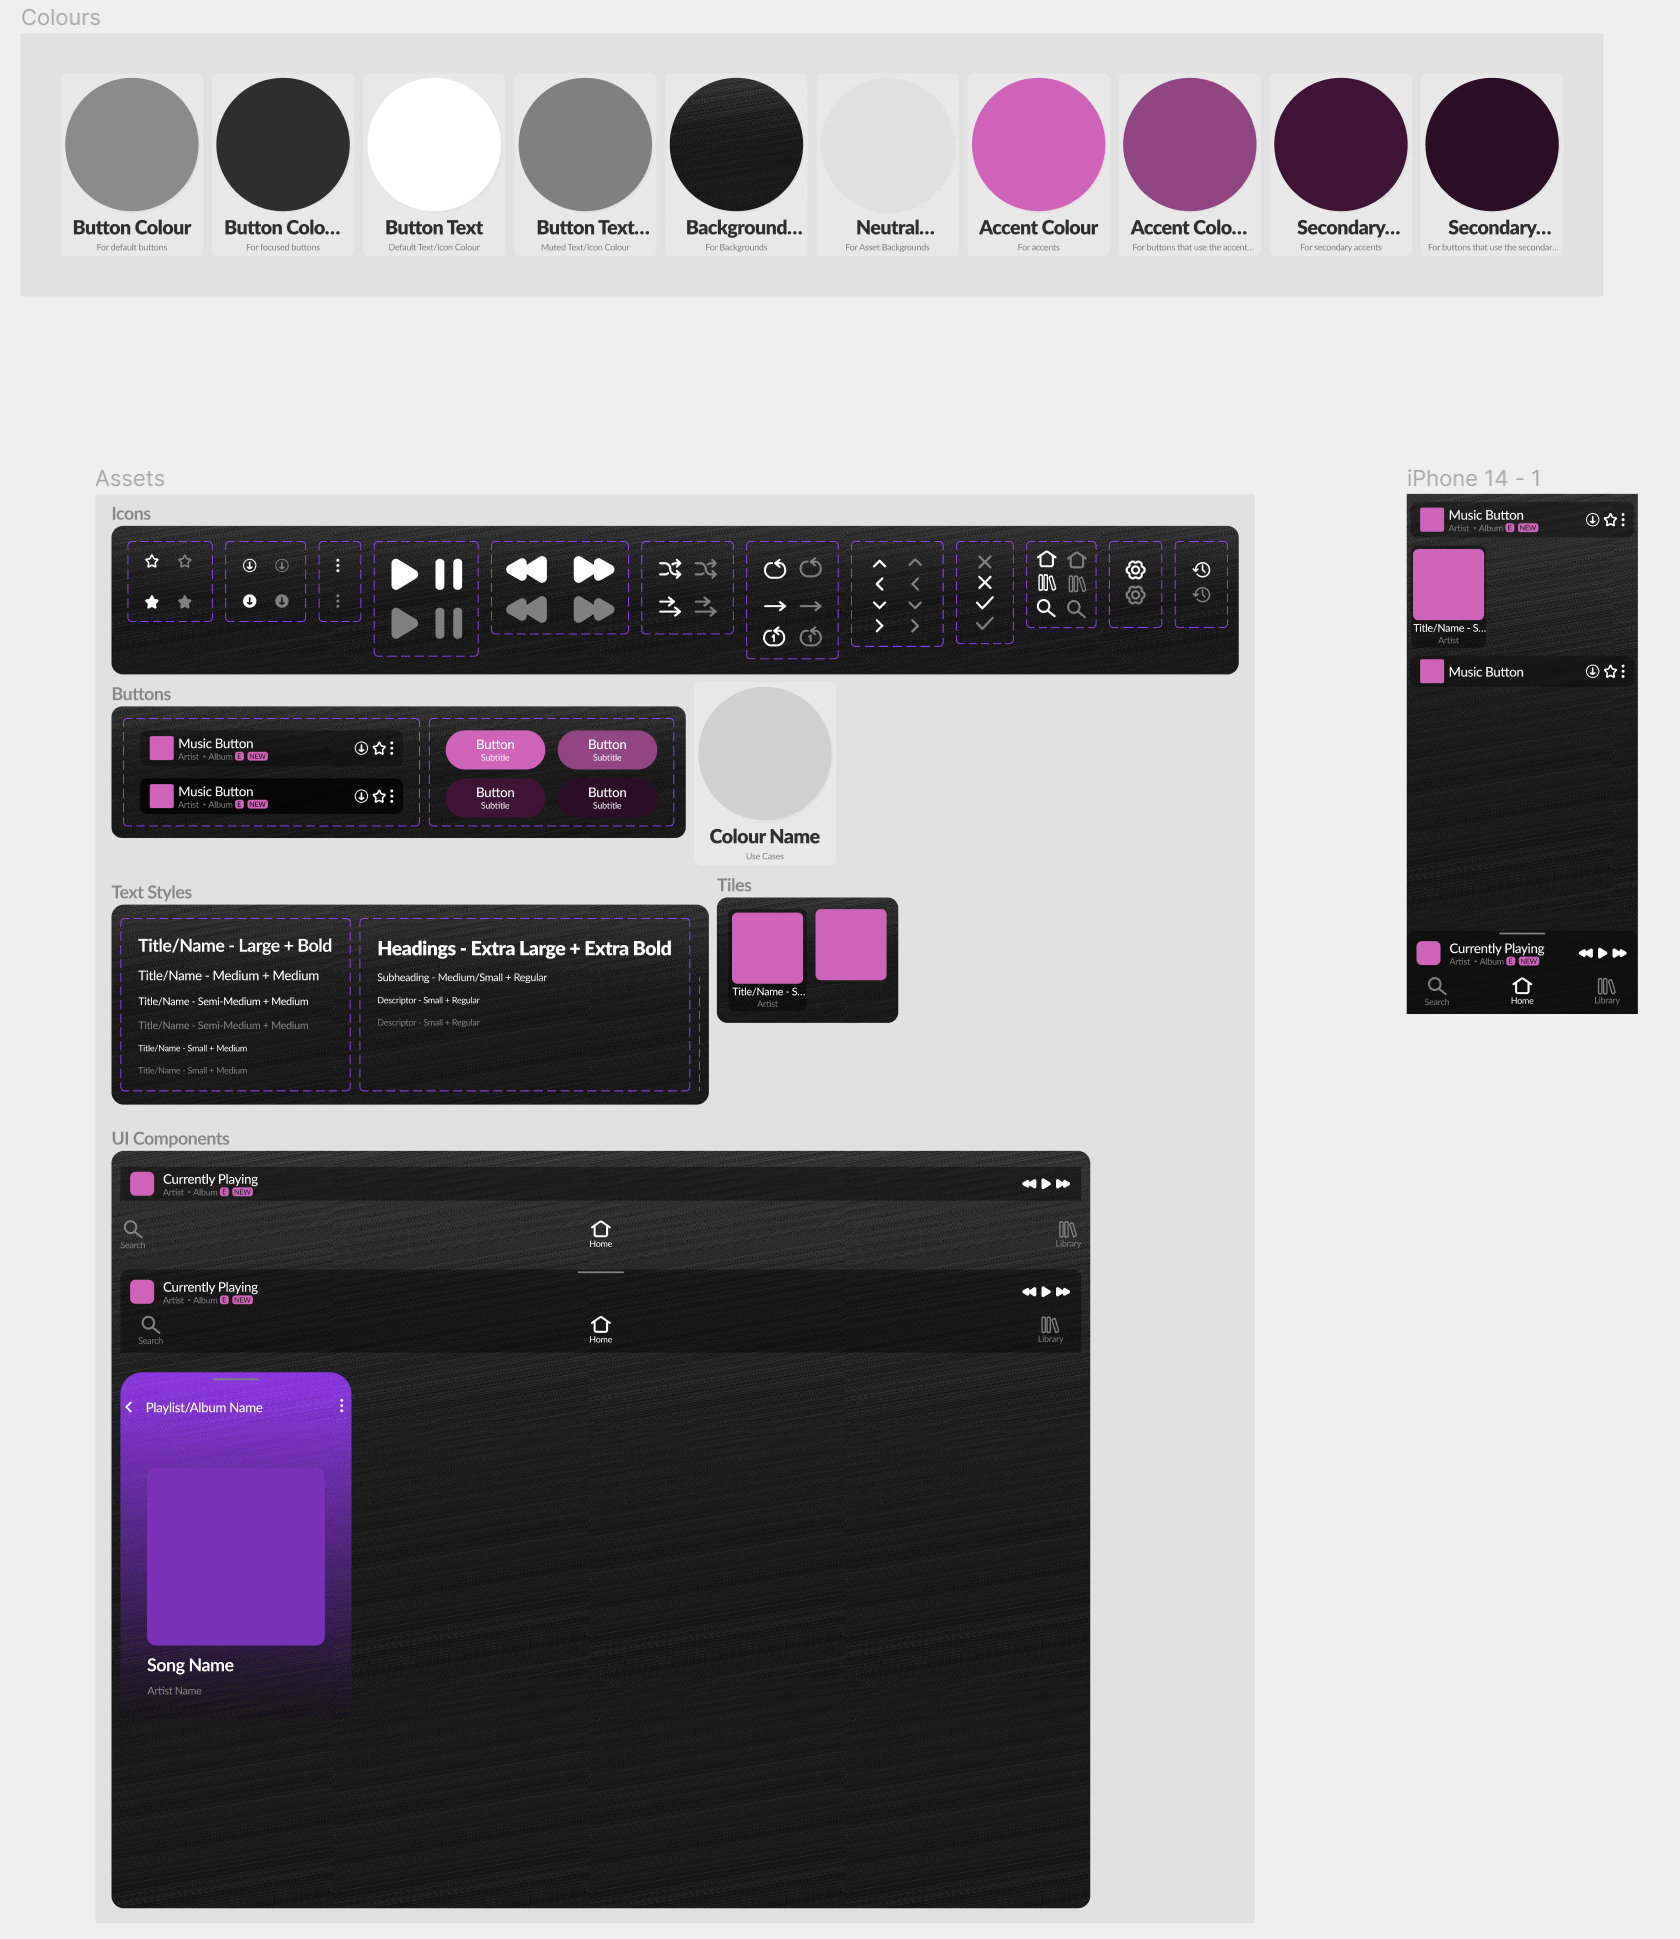 Colours
Button Colour
For default buttons
Button Colo...
For focused buttons
Button Text
Default Text/Icon Colour
Button Text...
Muted Text/Icon Colour
Background...
For Backgrounds
Neutral...
For Asset Backgrounds
Accent Colour
For accents
Accent Colo...
For buttons that use the accent...
Secondary...
For secondary accents
Secondary...
For buttons that use the secondar...
Assets
Icons
1
1
Buttons
Music Button
Artist • Album E NEW
Music Button
Artist • Album E NEW
Button
Subtitle
Button
Subtitle
Button
Subtitle
Button
Subtitle
Colour Name
Use Cases
Text Styles
Title/Name - Large + Bold
Title/Name - Medium + Medium
Title/Name - Semi-Medium + Medium
Title/Name - Semi-Medium + Medium
Title/Name - Small + Medium
Title/Name - Small + Medium
Headings - Extra Large + Extra Bold
Subheading - Medium/Small + Regular
Descriptor - Small + Regular
Descriptor - Small + Regular
Tiles
Title/Name - S...
Artist
UI Components
Currently Playing
Artist • Album E NEW
Search
Home
Library
Currently Playing
Artist • Album E NEW
Search
Home
Library
Playlist/Album Name
Song Name
Artist Name
iPhone 14 - 1
Music Button
Artist • Album E NEW
Title/Name - S...
Artist
Music Button
Currently Playing
Artist • Album E NEW
Search
Home
Library